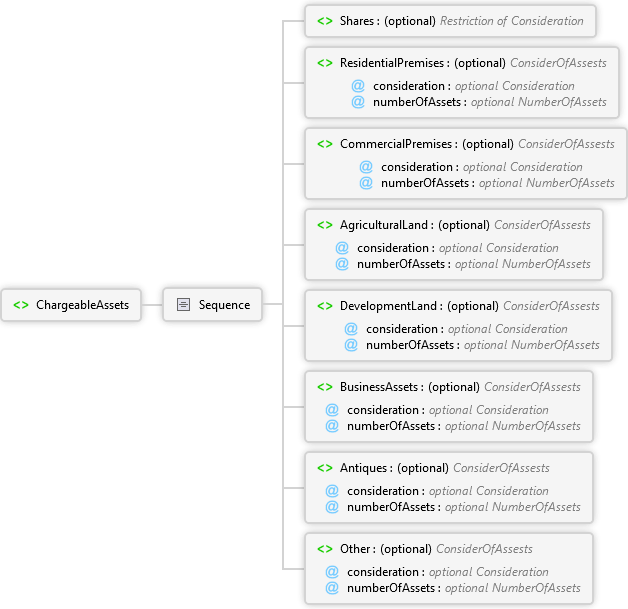 ChargeableAssets
Sequence
<> Shares : (optional) Restriction of Consideration
<> ResidentialPremises : (optional) ConsiderOfAssests
@ consideration : optional Consideration
@ numberOfAssets : optional NumberOfAssets
<> CommercialPremises : (optional) ConsiderOfAssests
@ consideration : optional Consideration
@ numberOfAssets : optional NumberOfAssets
<> AgriculturalLand : (optional) ConsiderOfAssests
@ consideration : optional Consideration
@ numberOfAssets : optional NumberOfAssets
<> DevelopmentLand : (optional) ConsiderOfAssests
@ consideration : optional Consideration
@ numberOfAssets : optional NumberOfAssets
<> BusinessAssets : (optional) ConsiderOfAssests
@ consideration : optional Consideration
@ numberOfAssets : optional NumberOfAssets
<> Antiques : (optional) ConsiderOfAssests
@ consideration : optional Consideration
@ numberOfAssets : optional NumberOfAssets
<> Other : (optional) ConsiderOfAssests
@ consideration : optional Consideration
@ numberOfAssets : optional NumberOfAssets